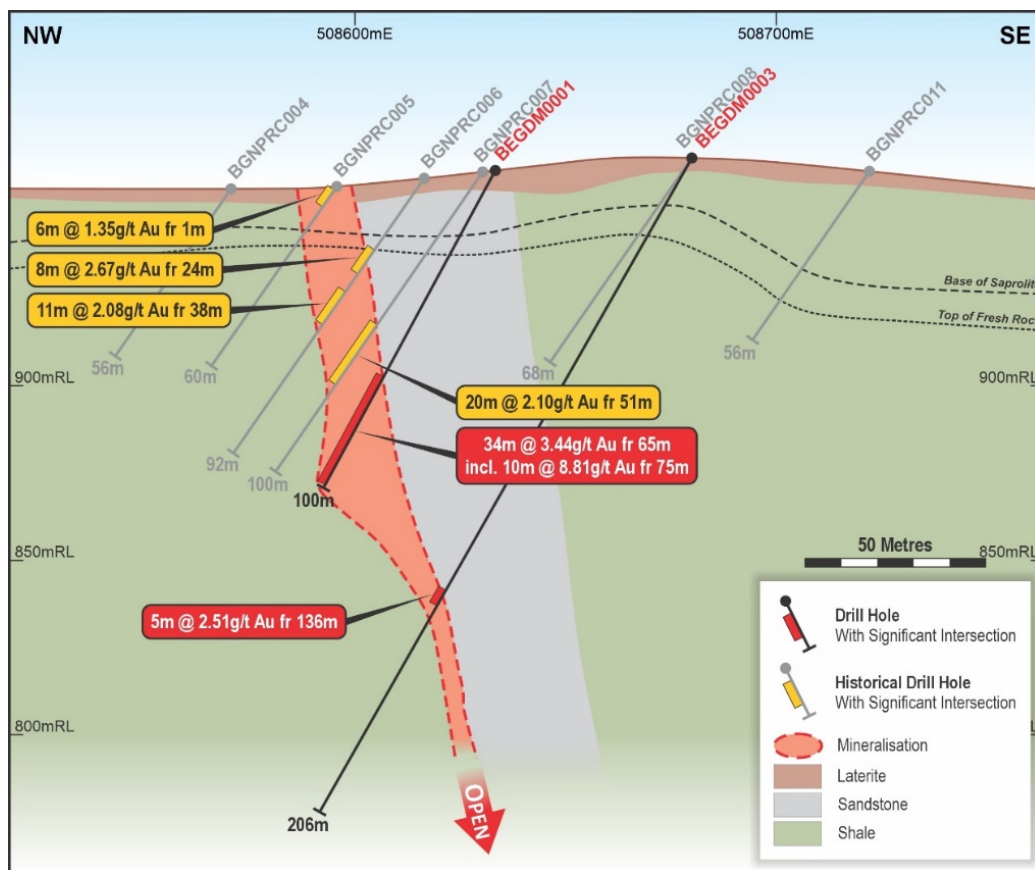 NW
508600mE
508700mE
SE
BGNPRC004
BGNPRC005
BGNPRC006
BGNPRC007
BEGDM0001
BGNPRC008
BEGDM0003
BGNPRC011
6m @ 1.35g/t Au fr 1m
8m @ 2.67g/t Au fr 24m
11m @ 2.08g/t Au fr 38m
Base of Saprolit
Top of Fresh Roc
56m
60m
68m
56m
900mRL
900mRL
20m @ 2.10g/t Au fr 51m
34m @ 3.44g/t Au fr 65m
incl. 10m @ 8.81g/t Au fr 75m
92m
100m
100m
50 Metres
850mRL
850mRL
5m @ 2.51g/t Au fr 136m
800mRL
206m
OPEN
Drill Hole
With Significant Intersection
Historical Drill Hole
With Significant Intersection
Mineralisation
Laterite
Sandstone
Shale